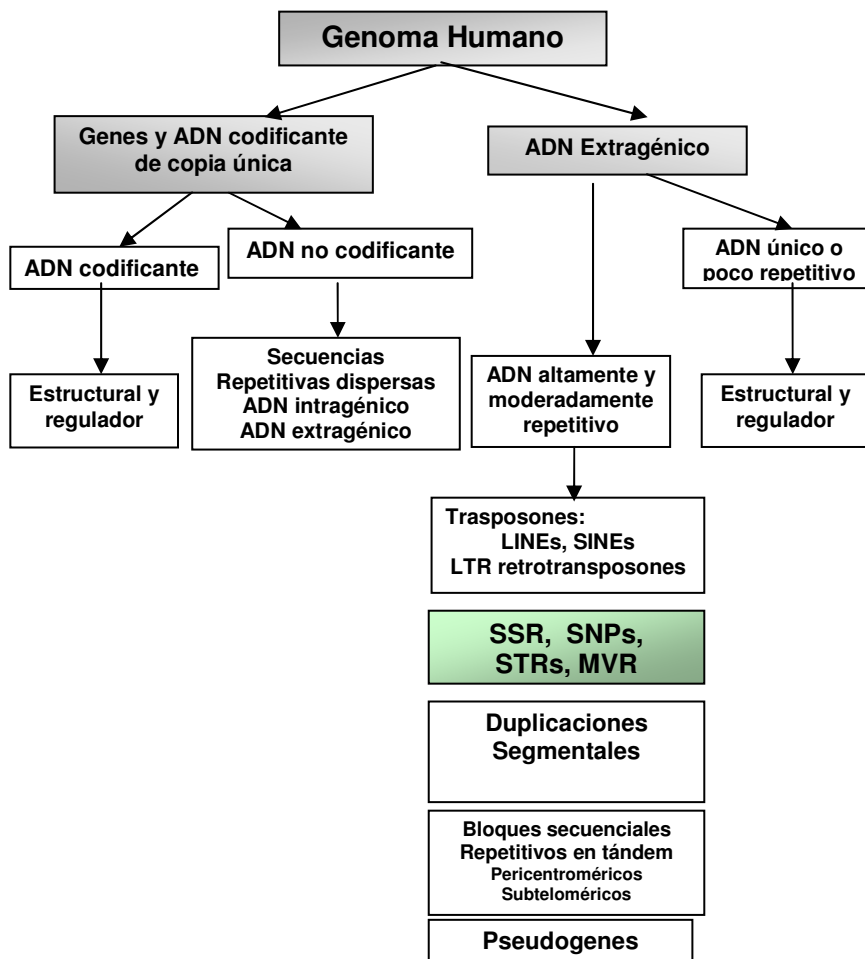 Genoma Humano
Genes y ADN codificante
de copia única
ADN Extragénico
ADN codificante
ADN no codificante
ADN único o
poco repetitivo
Estructural y
regulador
Secuencias
Repetitivas dispersas
ADN intragénico
ADN extragénico
ADN altamente y
moderadamente
repetitivo
Estructural y
regulador
Trasposones:
LINEs, SINEs
LTR retrotransposones
SSR, SNPs,
STRs, MVR
Duplicaciones
Segmentales
Bloques secuenciales
Repetitivos en tándem
Pericentroméricos
Subteloméricos
Pseudogenes